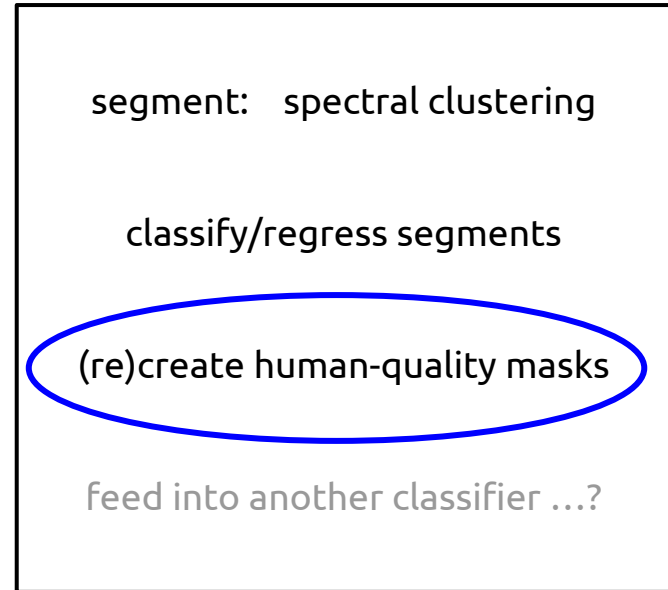 segment: spectral clustering
classify/regress segments
(re)create human-quality masks
feed into another classifier …?